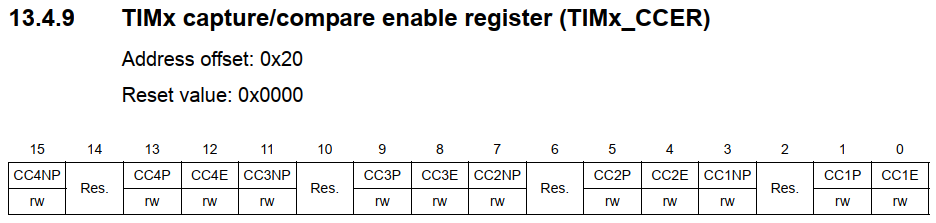 13.4.9 TIMx capture/compare enable register (TIMx_CCER)
Address offset: 0x20
Reset value: 0x0000
15 14 13 12 11 10 9 8 7 6 5 4 3 2 1 0
CC4NP Res. CC4P CC4E CC3NP Res. CC3P CC3E CC2NP Res. CC2P CC2E CC1NP Res. CC1P CC1E
rw rw rw rw rw rw rw rw rw rw rw rw